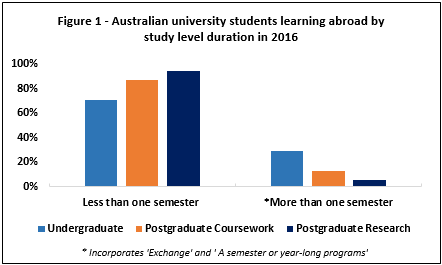 Figure 1 - Australian university students learning abroad by
study level duration in 2016
100%
80%
60%
40%
20%
0%
Less than one semester
*More than one semester
Undergraduate
Postgraduate Coursework
Postgraduate Research
* Incorporates 'Exchange' and ' A semester or year-long programs'